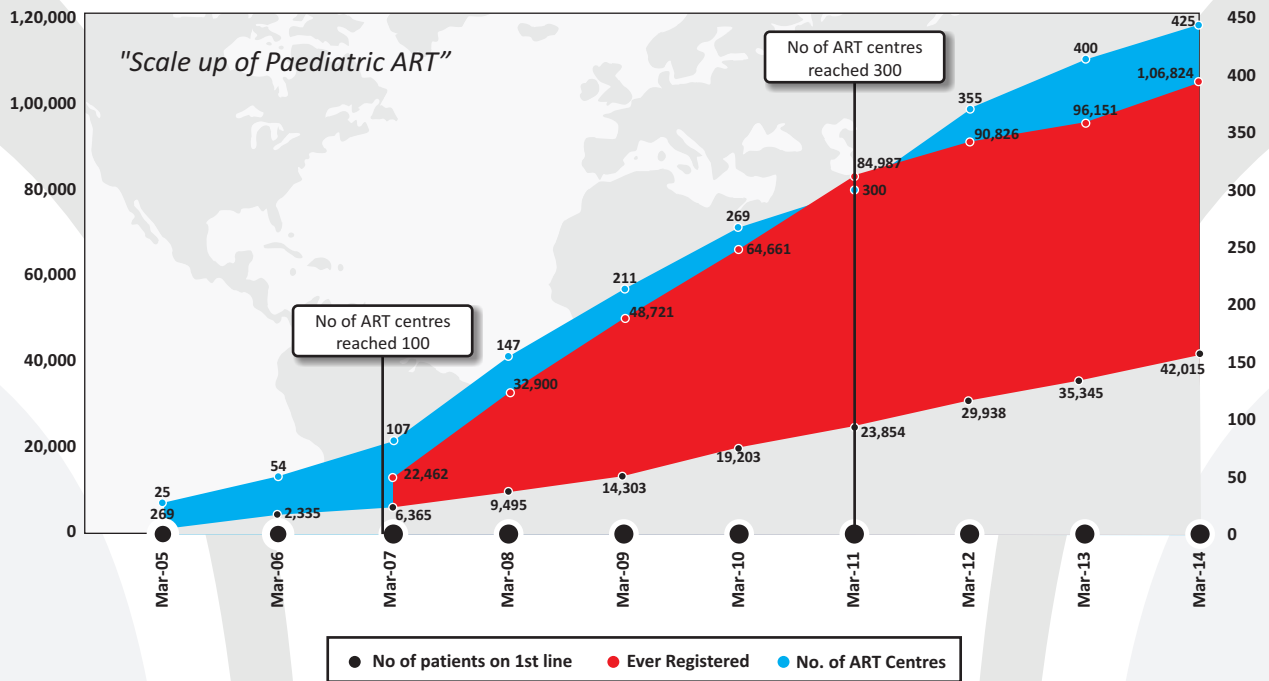 1,20,000
1,00,000
80,000
60,000
40,000
20,000
0
"Scale up of Paediatric ART”
No of ART centres
reached 100
No of ART centres
reached 300
450
400
350
300
250
200
150
100
50
0
25
54
107
147
211
269
300
355
400
425
22,462
32,900
48,721
64,661
84,987
90,826
96,151
1,06,824
269
2,335
6,365
9,495
14,303
19,203
23,854
29,938
35,345
42,015
Mar-05
Mar-06
Mar-07
Mar-08
Mar-09
Mar-10
Mar-11
Mar-12
Mar-13
Mar-14
No of patients on 1st line
Ever Registered
No. of ART Centres